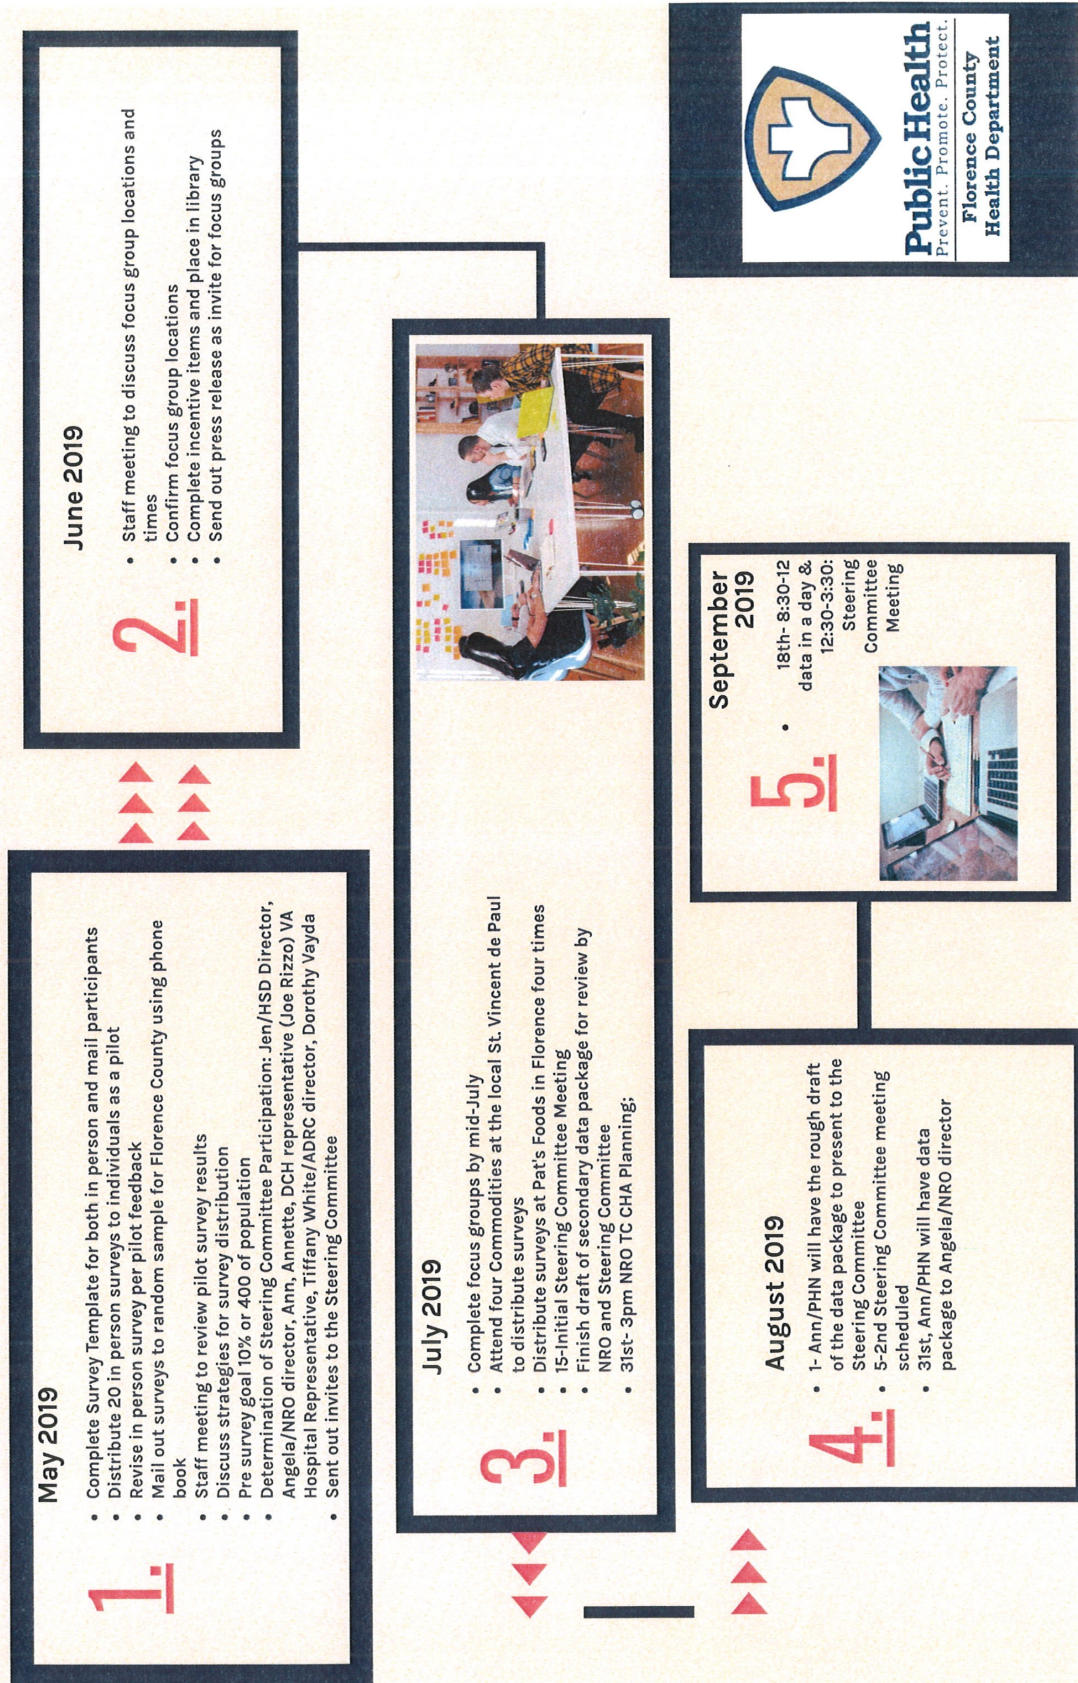 1.
May 2019
• Complete Survey Template for both in person and mail participants
• Distribute 20 in person surveys to individuals as a pilot
• Revise in person survey per pilot feedback
• Mail out surveys to random sample for Florence County using phone
book
• Staff meeting to review pilot survey results
• Discuss strategies for survey distribution
• Pre survey goal 10% or 400 of population
• Determination of Steering Committee Participation: Jen/HSD Director,
Angela/NRO director, Ann, Annette, DCH representative (Joe Rizzo) VA
Hospital Representative, Tiffany White/ADRC director, Dorothy Vayda
• Sent out invites to the Steering Committee
2.
June 2019
• Staff meeting to discuss focus group locations and
times
• Confirm focus group locations
• Complete incentive items and place in library
• Send out press release as invite for focus groups
3.
July 2019
• Complete focus groups by mid-July
• Attend four Commodities at the local St. Vincent de Paul
to distribute surveys
• Distribute surveys at Pat's Foods in Florence four times
• 15-Initial Steering Committee Meeting
• Finish draft of secondary data package for review by
NRO and Steering Committee
• 31st- 3pm NRO TC CHA Planning;
4.
August 2019
• 1- Ann/PHN will have the rough draft
of the data package to present to the
Steering Committee
• 5-2nd Steering Committee meeting
scheduled
• 31st, Ann/PHN will have data
package to Angela/NRO director
5.
September
2019
• 18th- 8:30-12
data in a day &
12:30-3:30:
Steering
Committee
Meeting
Public Health
Prevent. Promote. Protect.
Florence County
Health Department